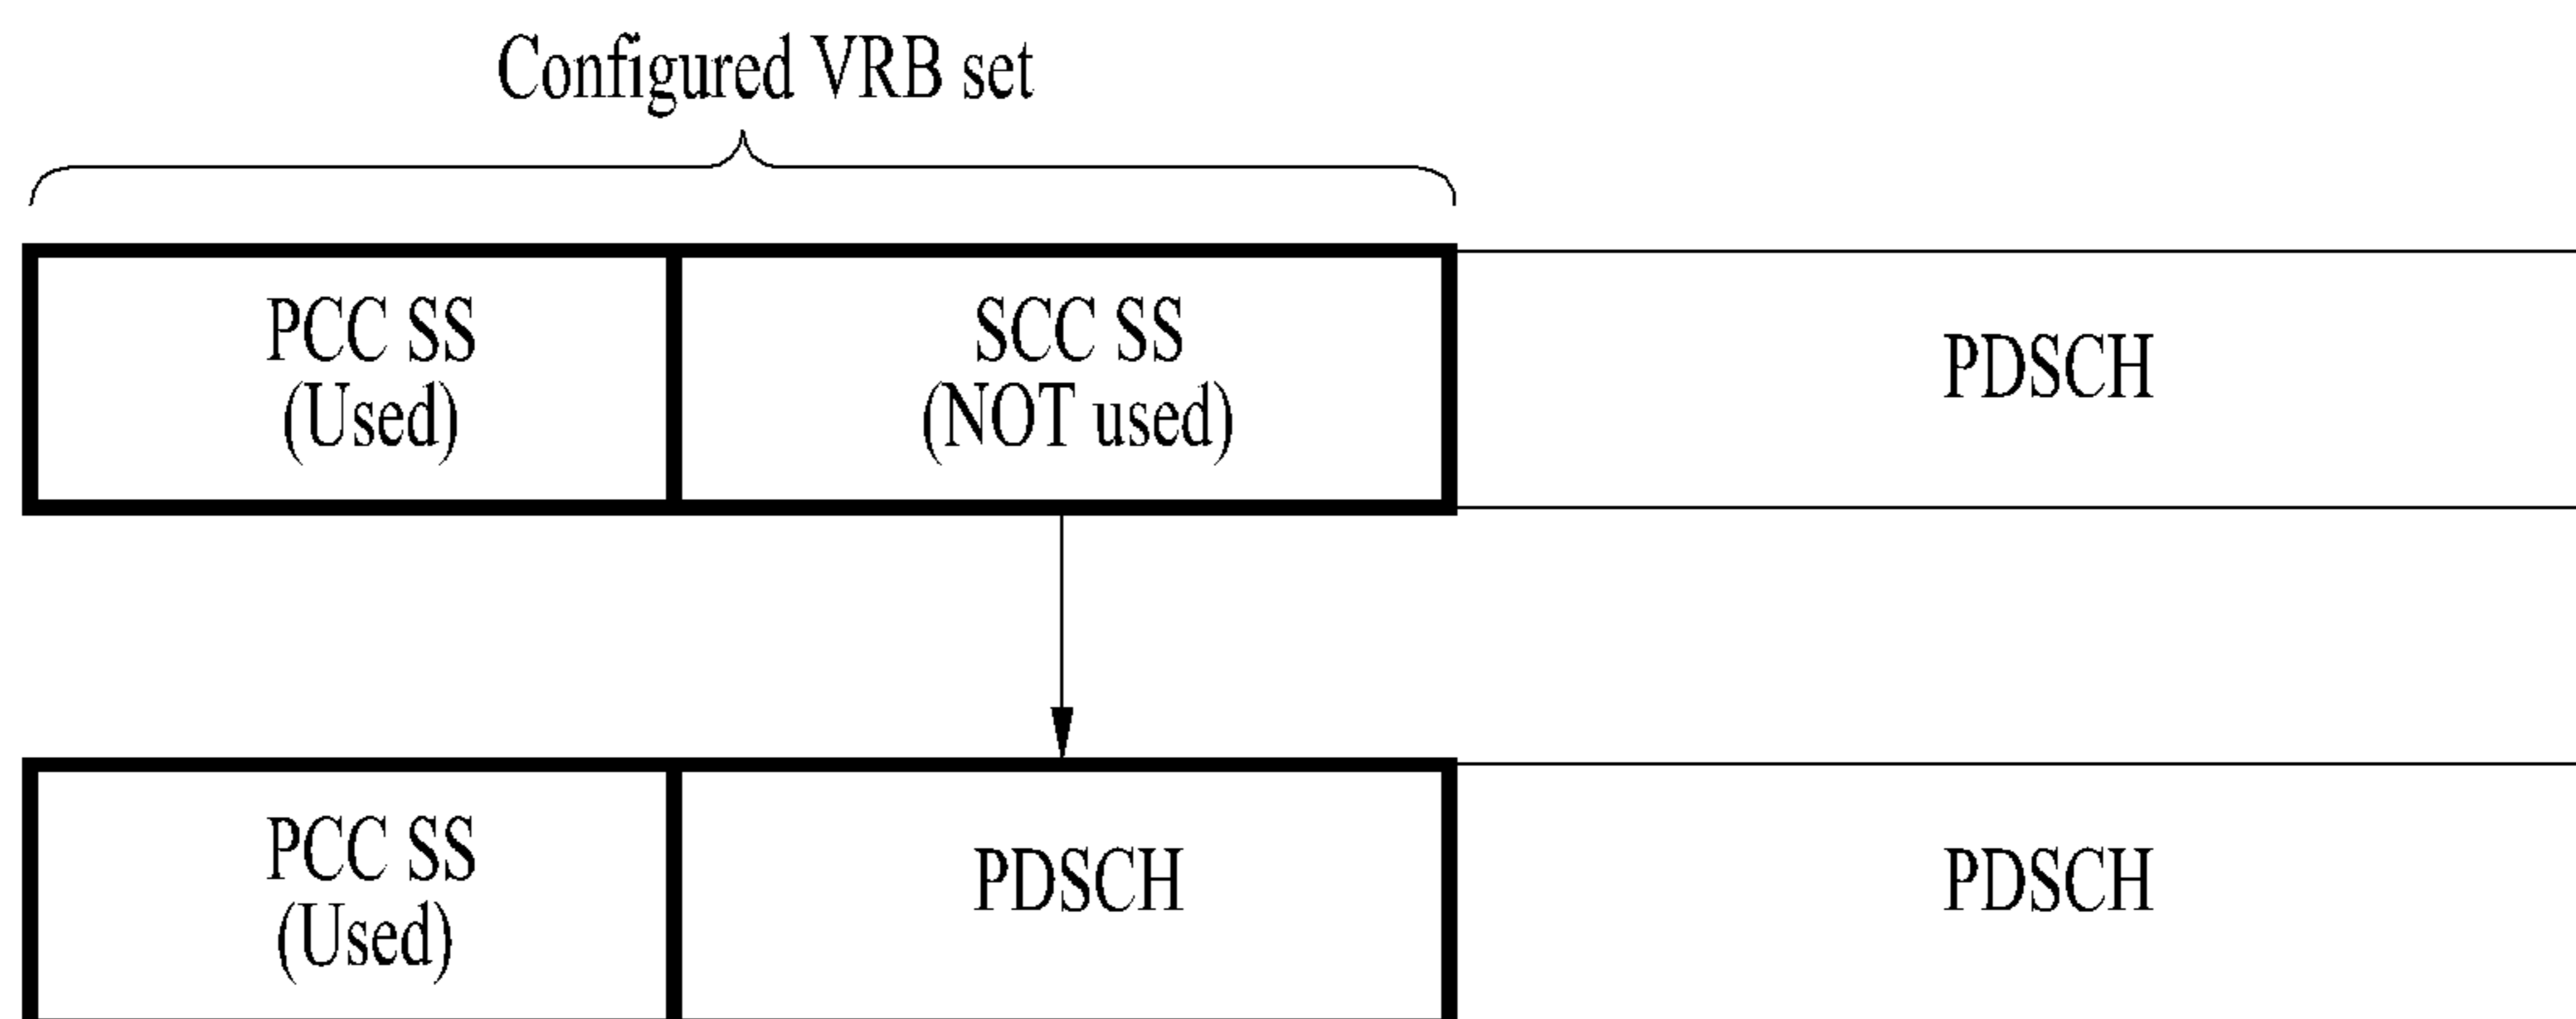 Configured VRB set
PCC SS
(Used)
SCC SS
(NOT used)
PDSCH
PCC SS
(Used)
PDSCH
PDSCH